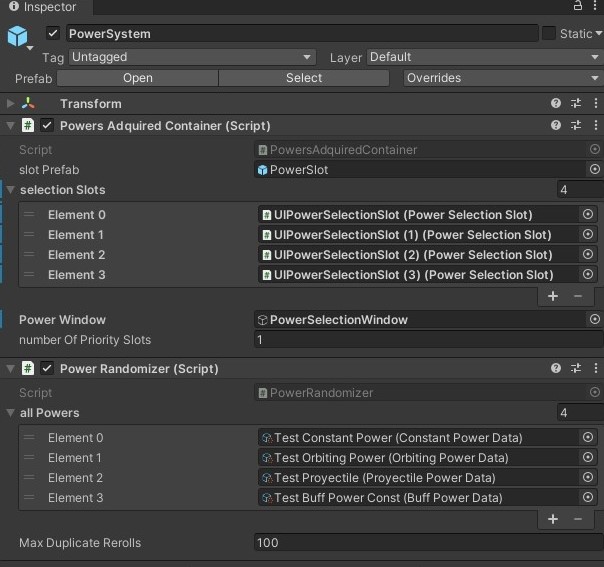 Inspector
PowerSystem
Static
Tag Untagged Layer Default
Prefab Open Select Overrides
Transform
Powers Adquired Container (Script)
Script PowersAdquiredContainer
slot Prefab PowerSlot
selection Slots 4
Element 0 UIPowerSelectionSlot (Power Selection Slot)
Element 1 UIPowerSelectionSlot (1) (Power Selection Slot)
Element 2 UIPowerSelectionSlot (2) (Power Selection Slot)
Element 3 UIPowerSelectionSlot (3) (Power Selection Slot)
+ −
Power Window PowerSelectionWindow
number Of Priority Slots 1
Power Randomizer (Script)
Script PowerRandomizer
all Powers 4
Element 0 Test Constant Power (Constant Power Data)
Element 1 Test Orbiting Power (Orbiting Power Data)
Element 2 Test Proyectile (Proyectile Power Data)
Element 3 Test Buff Power Const (Buff Power Data)
+ −
Max Duplicate Rerolls 100